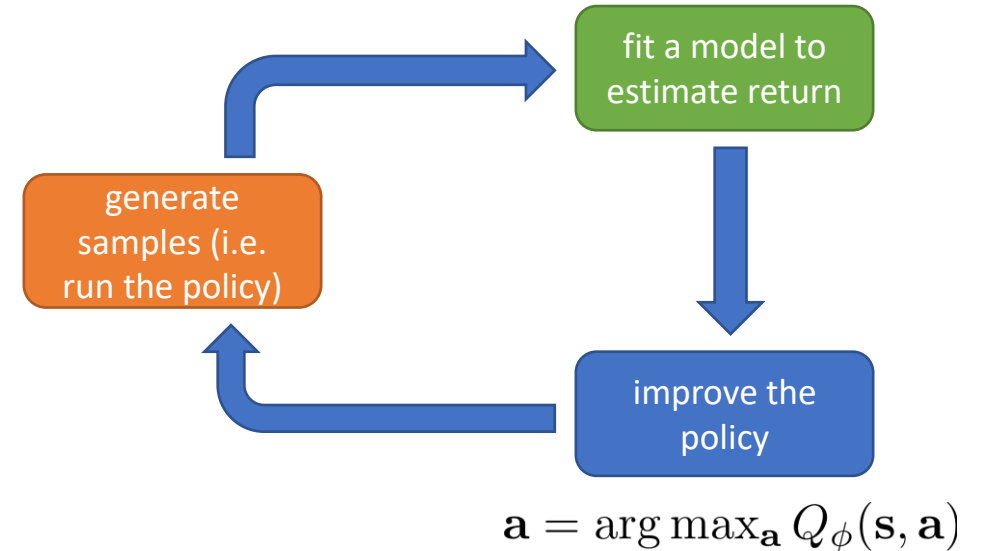 fit a model to
estimate return
generate
samples (i.e.
run the policy)
improve the
policy
a = arg max_a Q_ϕ(s, a)